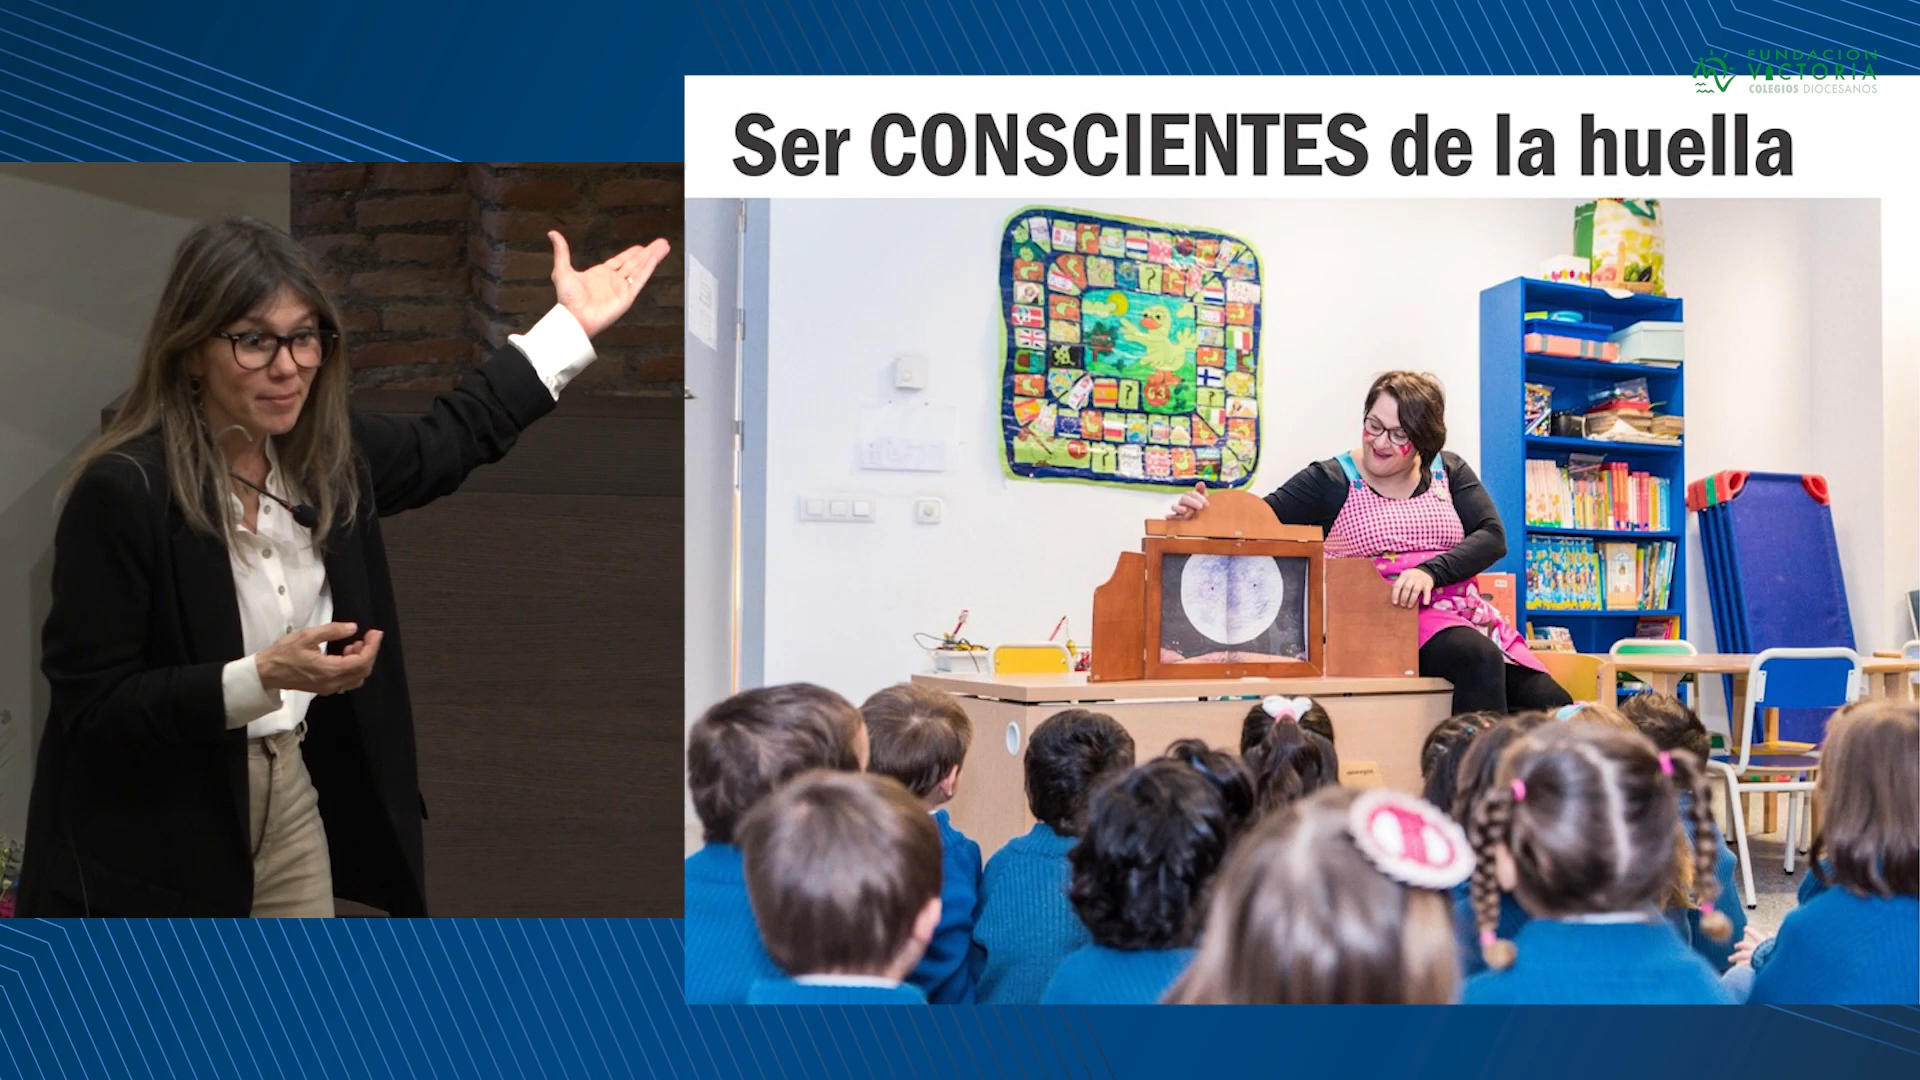 FUNDACIÓN
VICTORIA
COLEGIOS DIOCESANOS
Ser CONSCIENTES de la huella